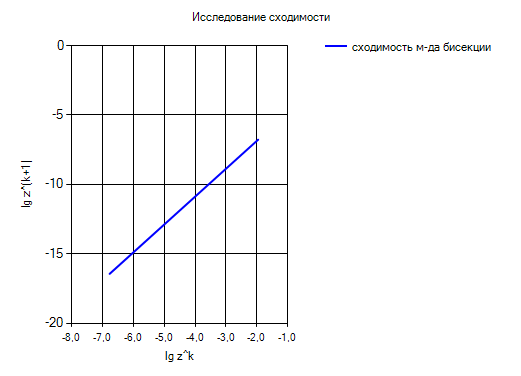 Исследование сходимости
сходимость м-да бисекции
0
-5
-10
-15
-20
lg z^(k+1|
-8,0 -7,0 -6,0 -5,0 -4,0 -3,0 -2,0 -1,0
lg z^k